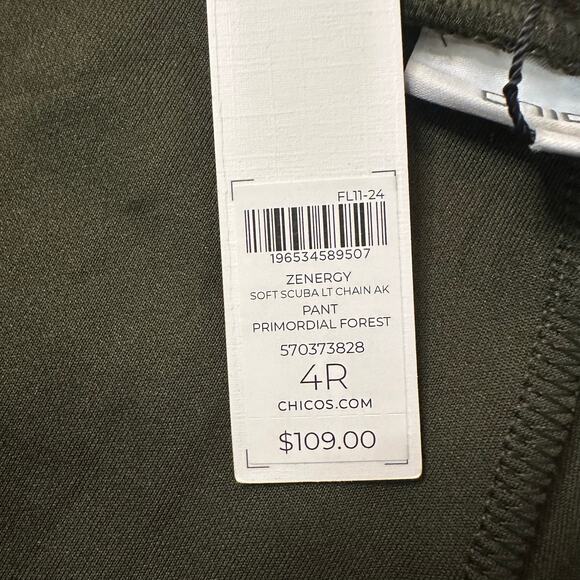 FL11-24
196534589507
ZENERGY
SOFT SCUBA LT CHAIN AK
PANT
PRIMORDIAL FOREST
570373828
4R
CHICOS.COM
$109.00